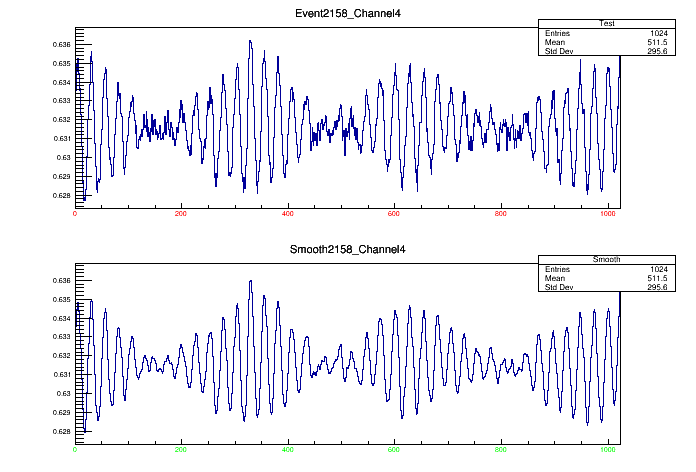 Event2158_Channel4
Test
Entries 1024
Mean 511.5
Std Dev 295.6
0.636
0.635
0.634
0.633
0.632
0.631
0.63
0.629
0.628
0 200 400 600 800 1000
Smooth2158_Channel4
Smooth
Entries 1024
Mean 511.5
Std Dev 295.6
0.636
0.635
0.634
0.633
0.632
0.631
0.63
0.629
0.628
0 200 400 600 800 1000